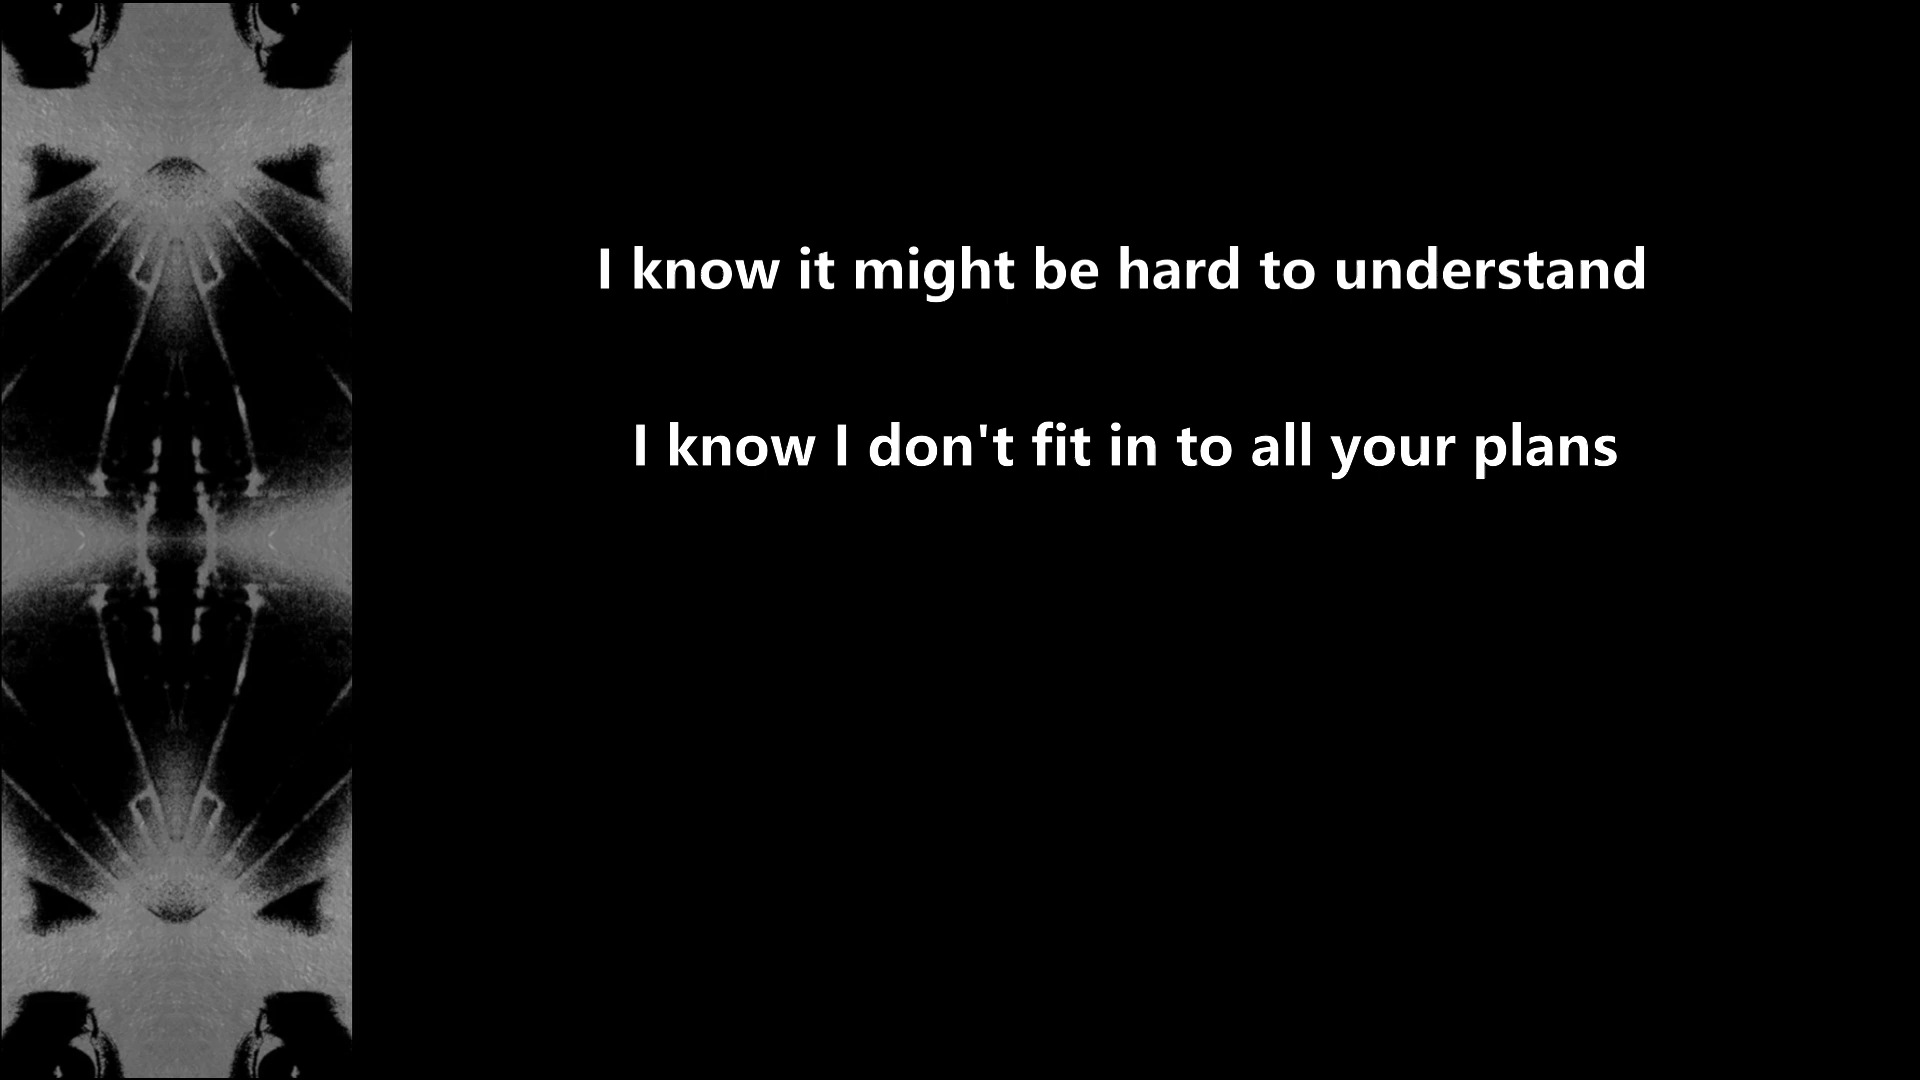 I know it might be hard to understand
I know I don't fit in to all your plans